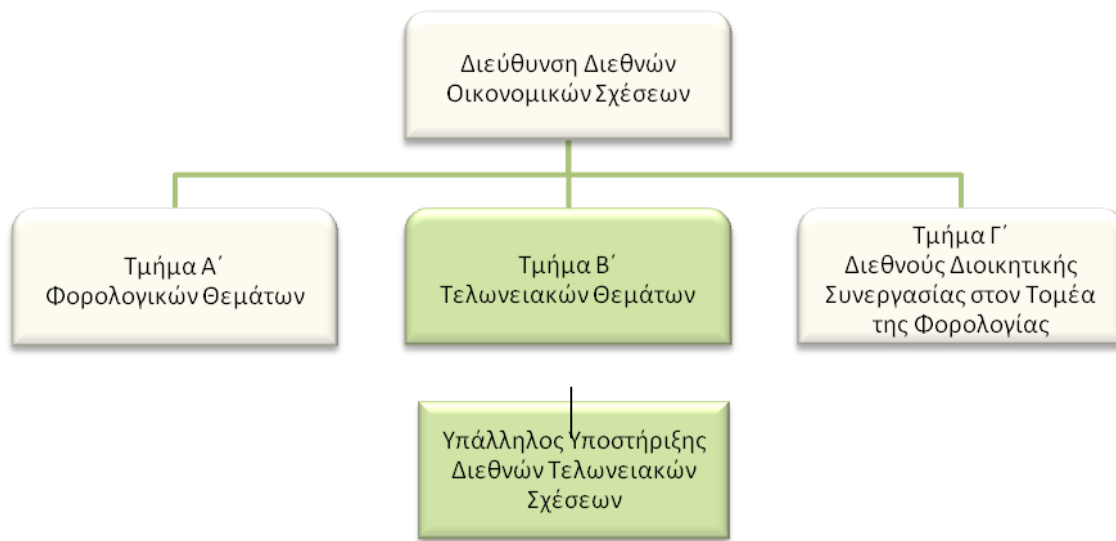 Διεύθυνση Διεθνών
Οικονομικών Σχέσεων
Τμήμα Α΄
Φορολογικών Θεμάτων
Τμήμα Β΄
Τελωνειακών Θεμάτων
Τμήμα Γ΄
Διεθνούς Διοικητικής
Συνεργασίας στον Τομέα
της Φορολογίας
Υπάλληλος Υποστήριξης
Διεθνών Τελωνειακών
Σχέσεων